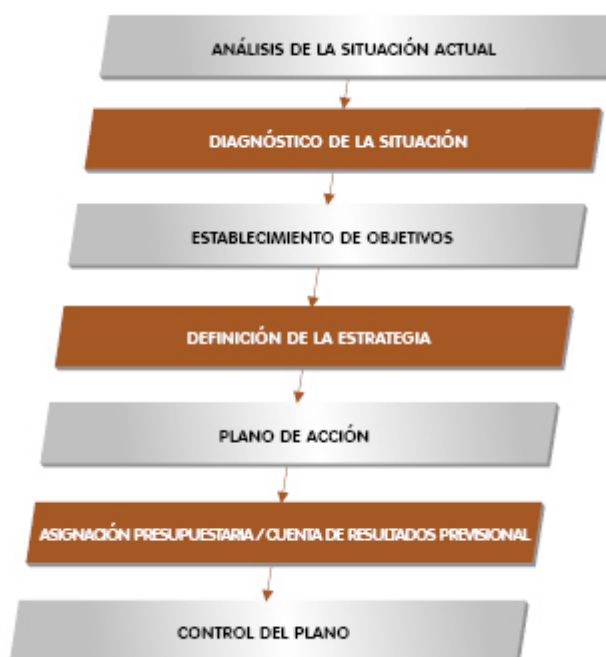 ANÁLISIS DE LA SITUACIÓN ACTUAL
DIAGNÓSTICO DE LA SITUACIÓN
ESTABLECIMIENTO DE OBJETIVOS
DEFINICIÓN DE LA ESTRATEGIA
PLANO DE ACCIÓN
ASIGNACIÓN PRESUPUESTARIA / CUENTA DE RESULTADOS PREVISIONAL
CONTROL DEL PLANO